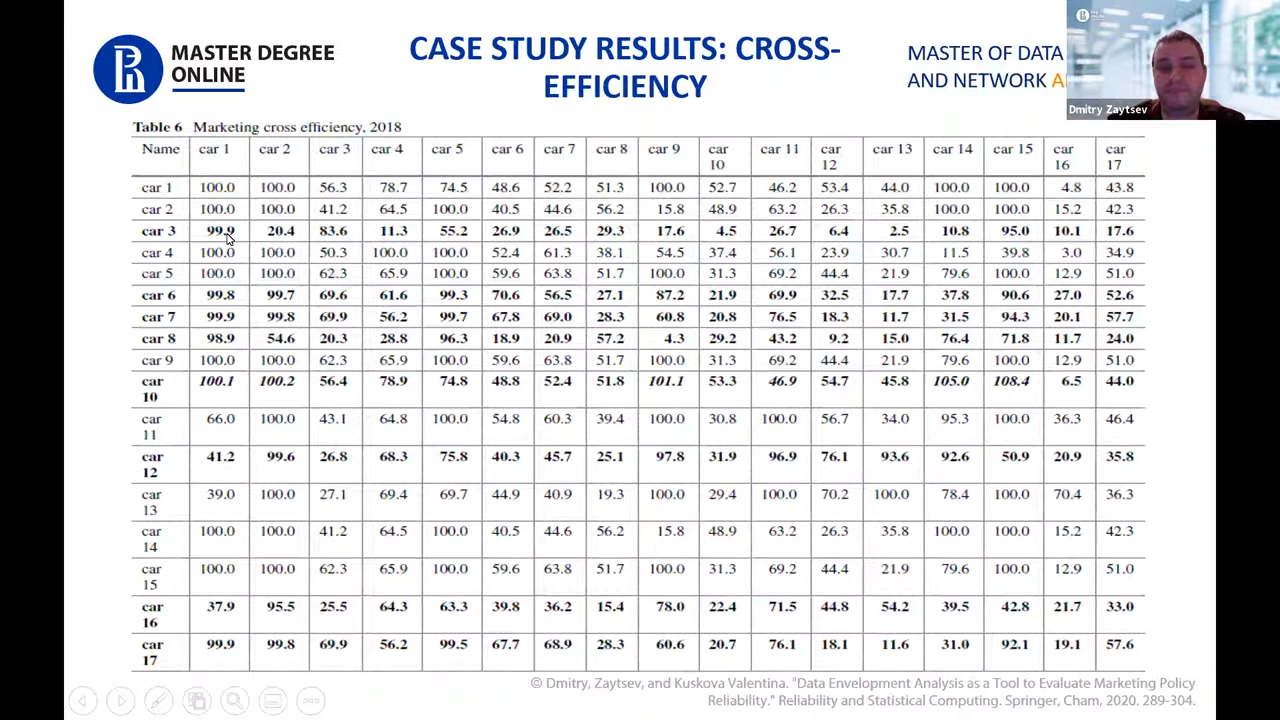 MASTER DEGREE
ONLINE
CASE STUDY RESULTS: CROSS-
EFFICIENCY
MASTER OF DATA
AND NETWORK A
Dmitry Zaytsev
Table 6 Marketing cross efficiency, 2018
Name car 1 car 2 car 3 car 4 car 5 car 6 car 7 car 8 car 9 car 10 car 11 car 12 car 13 car 14 car 15 car 16 car 17
car 1 100.0 100.0 56.3 78.7 74.5 48.6 52.2 51.3 100.0 52.7 46.2 53.4 44.0 100.0 100.0 4.8 43.8
car 2 100.0 100.0 41.2 64.5 100.0 40.5 44.6 56.2 15.8 48.9 63.2 26.3 35.8 100.0 100.0 15.2 42.3
car 3 99.9 20.4 83.6 11.3 55.2 26.9 26.5 29.3 17.6 4.5 26.7 6.4 2.5 10.8 95.0 10.1 17.6
car 4 100.0 100.0 50.3 100.0 100.0 52.4 61.3 38.1 54.5 37.4 56.1 23.9 30.7 11.5 39.8 3.0 34.9
car 5 100.0 100.0 62.3 65.9 100.0 59.6 63.8 51.7 100.0 31.3 69.2 44.4 21.9 79.6 100.0 12.9 51.0
car 6 99.8 99.7 69.6 61.6 99.3 70.6 56.5 27.1 87.2 21.9 69.9 32.5 17.7 37.8 90.6 27.0 52.6
car 7 99.9 99.8 69.9 56.2 99.7 67.8 69.0 28.3 60.8 20.8 76.5 18.3 11.7 31.5 94.3 20.1 57.7
car 8 98.9 54.6 20.3 28.8 96.3 18.9 20.9 57.2 4.3 29.2 43.2 9.2 15.0 76.4 71.8 11.7 24.0
car 9 100.0 100.0 62.3 65.9 100.0 59.6 63.8 51.7 100.0 31.3 69.2 44.4 21.9 79.6 100.0 12.9 51.0
car 10 100.1 100.2 56.4 78.9 74.8 48.8 52.4 51.8 101.1 53.3 46.9 54.7 45.8 105.0 108.4 6.5 44.0
car 11 66.0 100.0 43.1 64.8 100.0 54.8 60.3 39.4 100.0 30.8 100.0 56.7 34.0 95.3 100.0 36.3 46.4
car 12 41.2 99.6 26.8 68.3 75.8 40.3 45.7 25.1 97.8 31.9 96.9 76.1 93.6 92.6 50.9 20.9 35.8
car 13 39.0 100.0 27.1 69.4 69.7 44.9 40.9 19.3 100.0 29.4 100.0 70.2 100.0 78.4 100.0 70.4 36.3
car 14 100.0 100.0 41.2 64.5 100.0 40.5 44.6 56.2 15.8 48.9 63.2 26.3 35.8 100.0 100.0 15.2 42.3
car 15 100.0 100.0 62.3 65.9 100.0 59.6 63.8 51.7 100.0 31.3 69.2 44.4 21.9 79.6 100.0 12.9 51.0
car 16 37.9 95.5 25.5 64.3 63.3 39.8 36.2 15.4 78.0 22.4 71.5 44.8 54.2 39.5 42.8 21.7 33.0
car 17 99.9 99.8 69.9 56.2 99.5 67.7 68.9 28.3 60.6 20.7 76.1 18.1 11.6 31.0 92.1 19.1 57.6
© Dmitry, Zaytsev, and Kuskova Valentina. "Data Envelopment Analysis as a Tool to Evaluate Marketing Policy
Reliability." Reliability and Statistical Computing. Springer, Cham, 2020. 289-304.